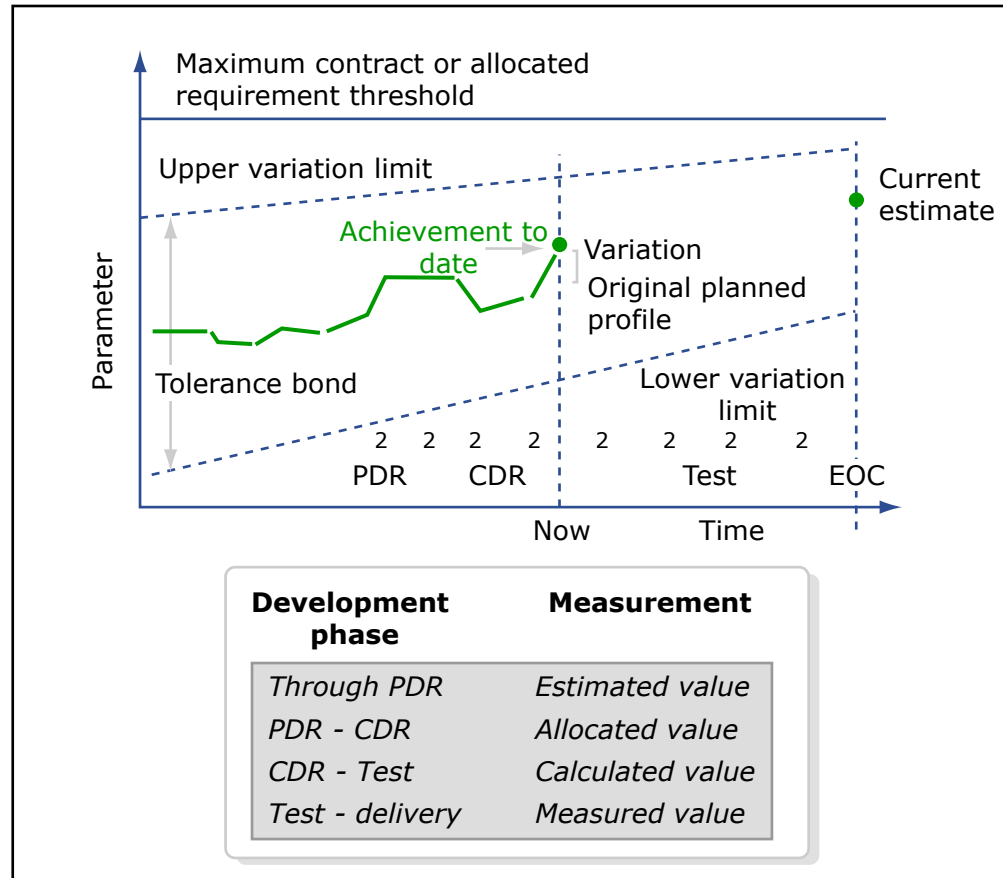 Maximum contract or allocated
requirement threshold
Upper variation limit
Current
estimate
Achievement to
date
Variation
Original planned
profile
Parameter
Tolerance bond
Lower variation
limit
2 2 2 2 2 2 2 2
PDR CDR Test EOC
Now Time
Development Measurement
phase
Through PDR Estimated value
PDR - CDR Allocated value
CDR - Test Calculated value
Test - delivery Measured value